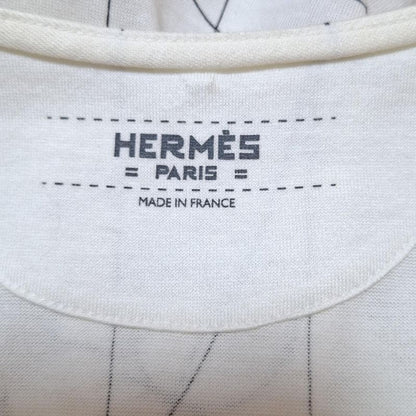 HERMÈS
= PARIS =
MADE IN FRANCE